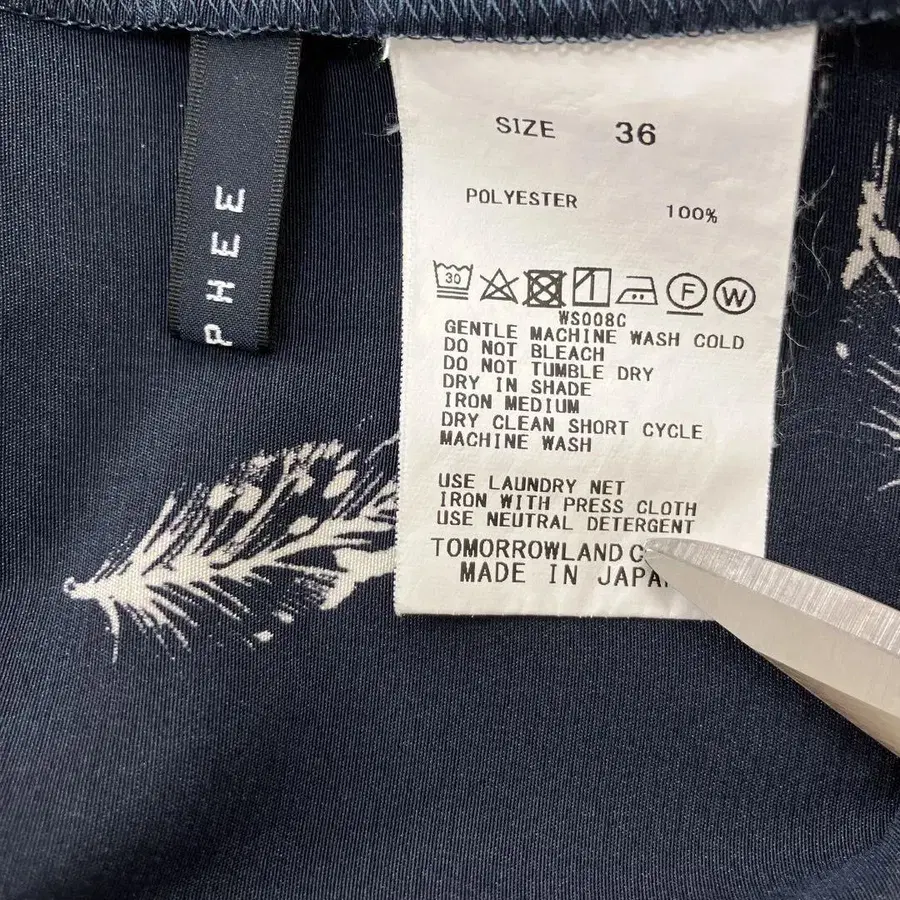 PHEE
SIZE 36
POLYESTER 100%
30 F W
WS008C
GENTLE MACHINE WASH COLD
DO NOT BLEACH
DO NOT TUMBLE DRY
DRY IN SHADE
IRON MEDIUM
DRY CLEAN SHORT CYCLE
MACHINE WASH
USE LAUNDRY NET
IRON WITH PRESS CLOTH
USE NEUTRAL DETERGENT
TOMORROWLAND
MADE IN